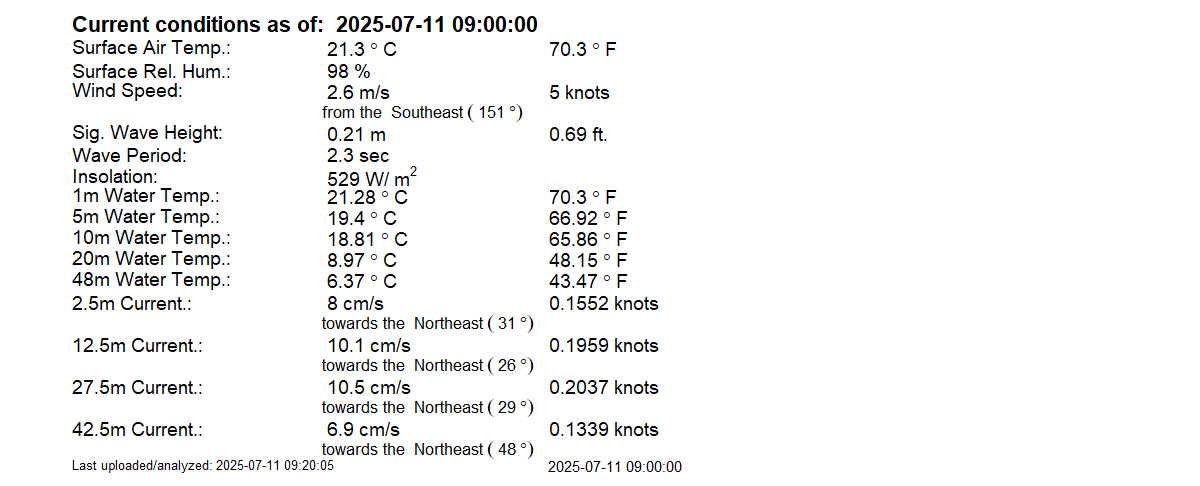 Current conditions as of: 2025-07-11 09:00:00
Surface Air Temp.: 21.3 ° C 70.3 ° F
Surface Rel. Hum.: 98 %
Wind Speed: 2.6 m/s 5 knots
from the Southeast ( 151 °)
Sig. Wave Height: 0.21 m 0.69 ft.
Wave Period: 2.3 sec
Insolation: 529 W/ m²
1m Water Temp.: 21.28 ° C 70.3 ° F
5m Water Temp.: 19.4 ° C 66.92 ° F
10m Water Temp.: 18.81 ° C 65.86 ° F
20m Water Temp.: 8.97 ° C 48.15 ° F
48m Water Temp.: 6.37 ° C 43.47 ° F
2.5m Current.: 8 cm/s 0.1552 knots
towards the Northeast ( 31 °)
12.5m Current.: 10.1 cm/s 0.1959 knots
towards the Northeast ( 26 °)
27.5m Current.: 10.5 cm/s 0.2037 knots
towards the Northeast ( 29 °)
42.5m Current.: 6.9 cm/s 0.1339 knots
towards the Northeast ( 48 °)
Last uploaded/analyzed: 2025-07-11 09:20:05 2025-07-11 09:00:00